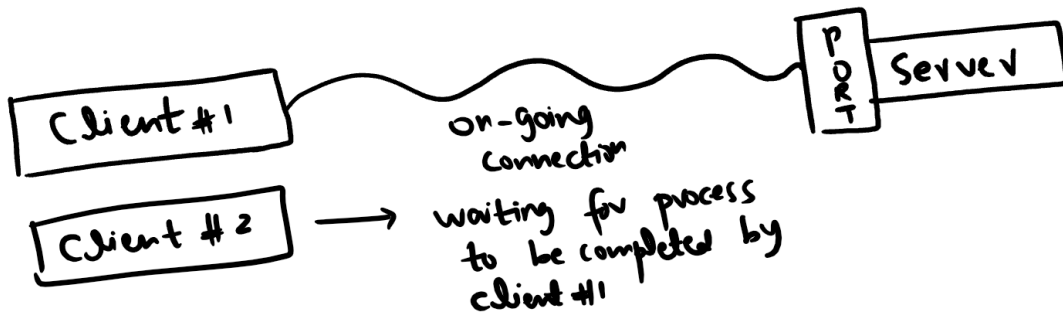 Client #1
on-going
connection
PORT
Server
Client #2
→ waiting for process
to be completed by
client #1